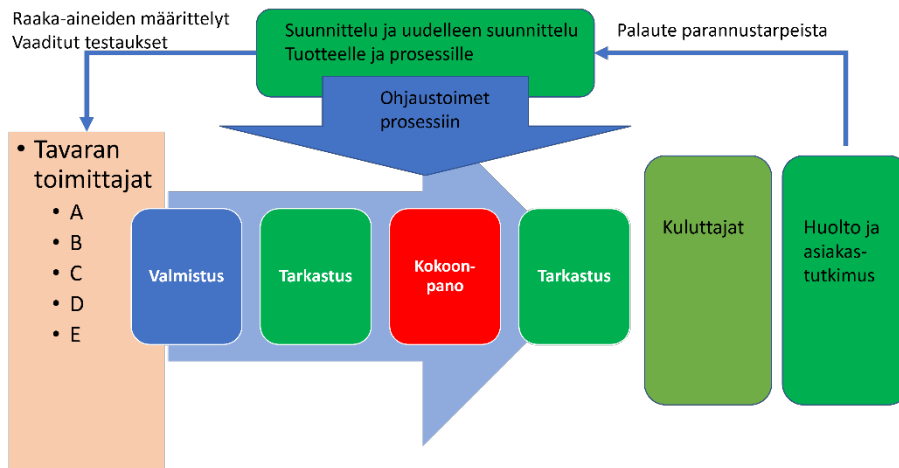 Raaka-aineiden määrittelyt
Vaaditut testaukset
Suunnittelu ja uudelleen suunnittelu
Tuotteelle ja prosessille
Palaute parannustarpeista
Ohjaustoimet
prosessiin
• Tavaran
toimittajat
• A
• B
• C
• D
• E
Valmistus
Tarkastus
Kokoon-
pano
Tarkastus
Kuluttajat
Huolto ja
asiakas-
tutkimus